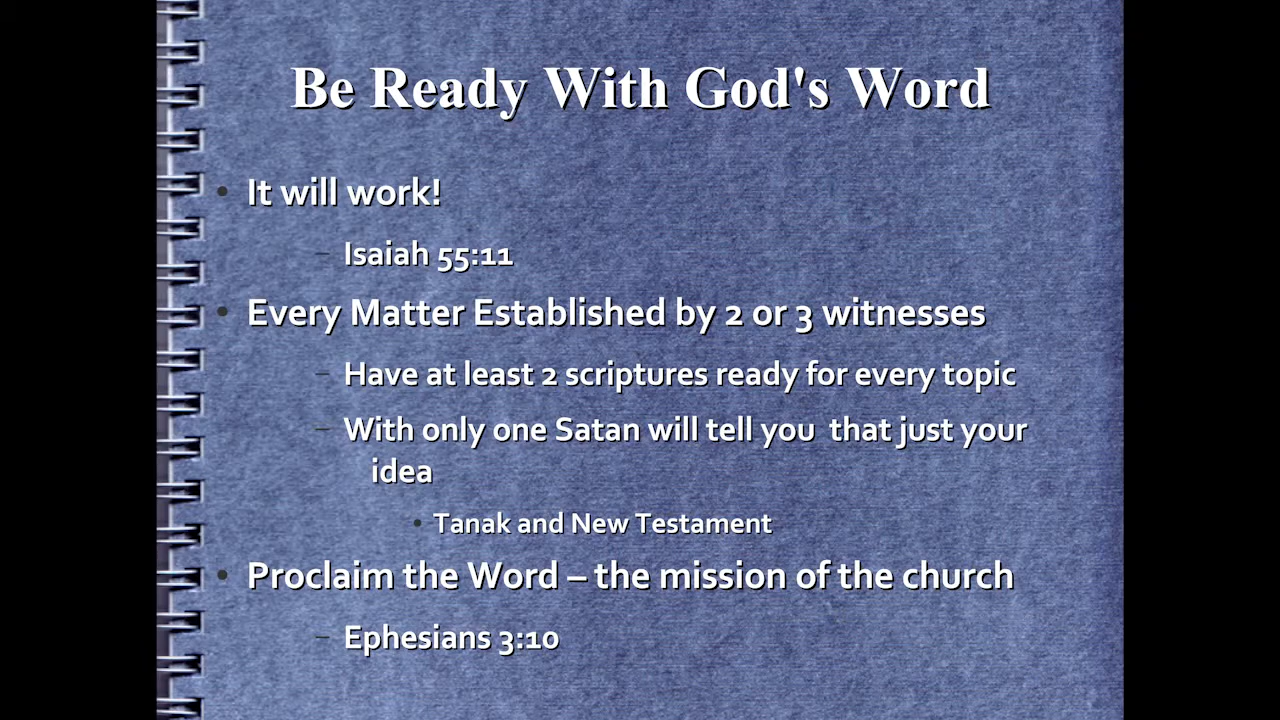 Be Ready With God's Word
• It will work!
– Isaiah 55:11
• Every Matter Established by 2 or 3 witnesses
– Have at least 2 scriptures ready for every topic
– With only one Satan will tell you  that just your
idea
• Tanak and New Testament
• Proclaim the Word – the mission of the church
– Ephesians 3:10